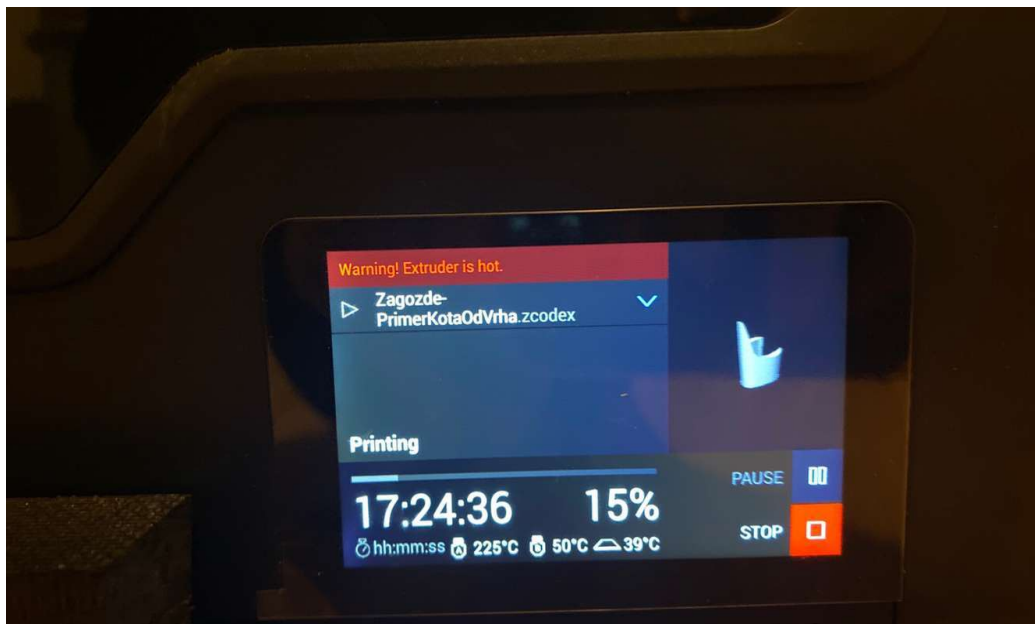 Warning! Extruder is hot.
Zagozde-
PrimerKotaOdVrha.zcodex
Printing
17:24:36 15%
hh:mm:ss A 225°C B 50°C 39°C
PAUSE
STOP